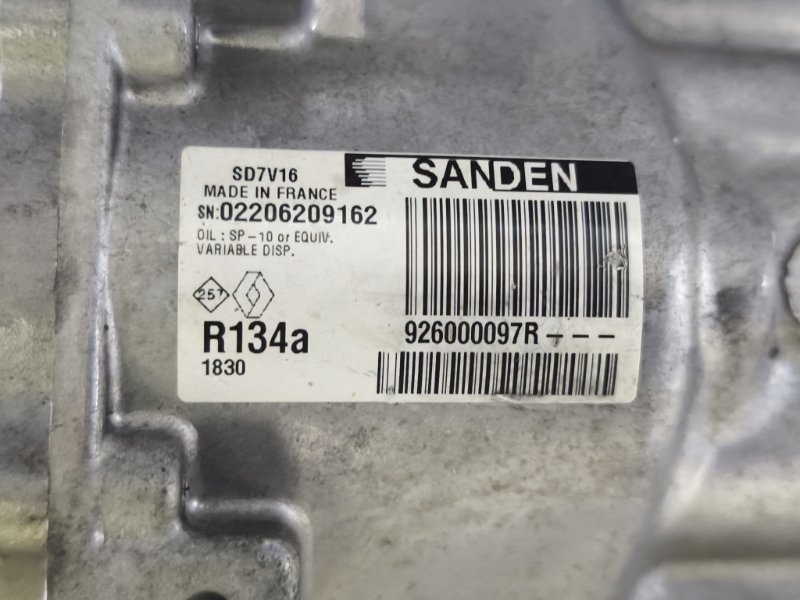 SD7V16
SANDEN
MADE IN FRANCE
SN:02206209162
OIL : SP-10 or EQUIV.
VARIABLE DISP.
257
R134a
926000097R---
1830